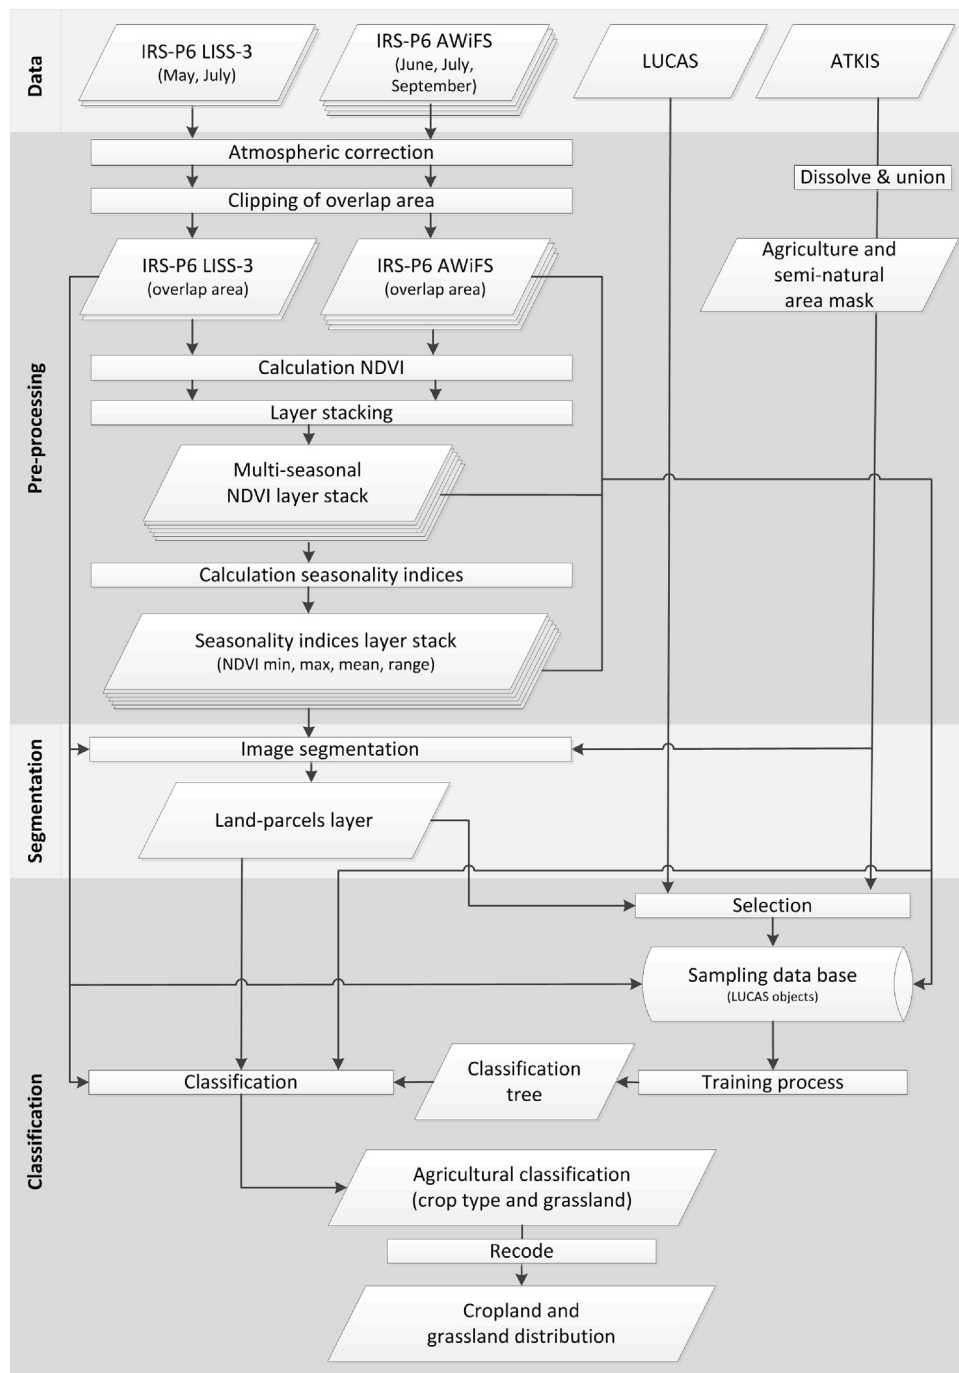 Data
IRS-P6 LISS-3
(May, July)
IRS-P6 AWiFS
(June, July,
September)
LUCAS
ATKIS
Pre-processing
Atmospheric correction
Dissolve & union
Clipping of overlap area
IRS-P6 LISS-3
(overlap area)
IRS-P6 AWiFS
(overlap area)
Agriculture and
semi-natural
area mask
Calculation NDVI
Layer stacking
Multi-seasonal
NDVI layer stack
Calculation seasonality indices
Seasonality indices layer stack
(NDVI min, max, mean, range)
Segmentation
Image segmentation
Land-parcels layer
Classification
Selection
Sampling data base
(LUCAS objects)
Classification
Classification
tree
Training process
Agricultural classification
(crop type and grassland)
Recode
Cropland and
grassland distribution